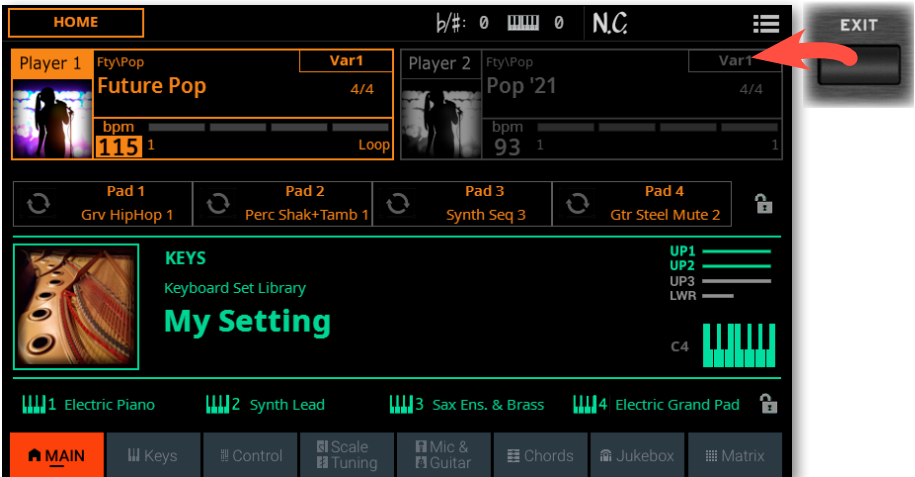 HOME
♭/♯: 0 0 N.C.
EXIT
Player 1 Fty\Pop Var1
Future Pop 4/4
bpm
115 1 Loop
Player 2 Fty\Pop Var1
Pop '21 4/4
bpm
93 1 1
Pad 1
Grv HipHop 1
Pad 2
Perc Shak+Tamb 1
Pad 3
Synth Seq 3
Pad 4
Gtr Steel Mute 2
KEYS
Keyboard Set Library
My Setting
UP1
UP2
UP3
LWR
C4
1 Electric Piano
2 Synth Lead
3 Sax Ens. & Brass
4 Electric Grand Pad
MAIN
Keys
Control
Scale
Tuning
Mic &
Guitar
Chords
Jukebox
Matrix